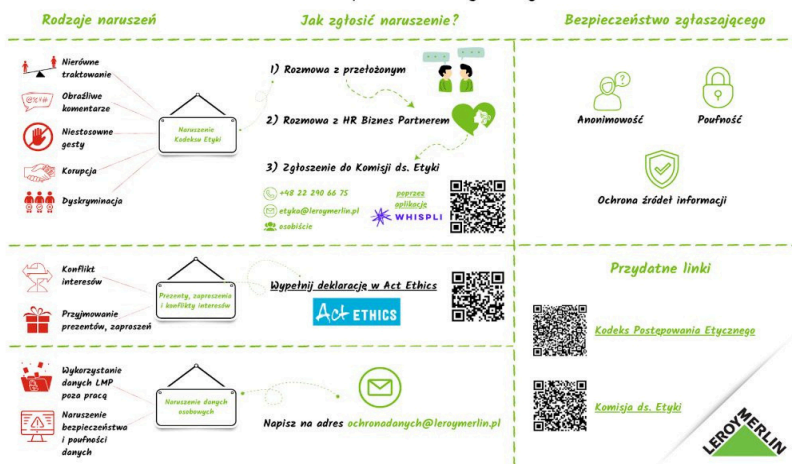 Rodzaje naruszeń
Jak zgłosić naruszenie?
Bezpieczeństwo zgłaszającego
Nierówne
traktowanie
Obraźliwe
komentarze
Niestosowne
gesty
Korupcja
Dyskryminacja
Naruszenie
Kodeksu Etyki
1) Rozmowa z przełożonym
2) Rozmowa z HR Biznes Partnerem
3) Zgłoszenie do Komisji ds. Etyki
+48 22 290 66 75
etyka@leroymerlin.pl
osobiście
poprzez
aplikację
WHISPLI
Anonimowość
Poufność
Ochrona źródeł informacji
Konflikt
interesów
Przyjmowanie
prezentów, zaproszeń
Prezenty, zaproszenia
i konflikty interesów
Wypełnij deklarację w Act Ethics
Act ETHICS
Przydatne linki
Kodeks Postępowania Etycznego
Komisja ds. Etyki
Wykorzystanie
danych LMP
poza pracą
Naruszenie
bezpieczeństwa
i poufności
danych
Naruszenie danych
osobowych
Napisz na adres ochronadanych@leroymerlin.pl
LEROY MERLIN